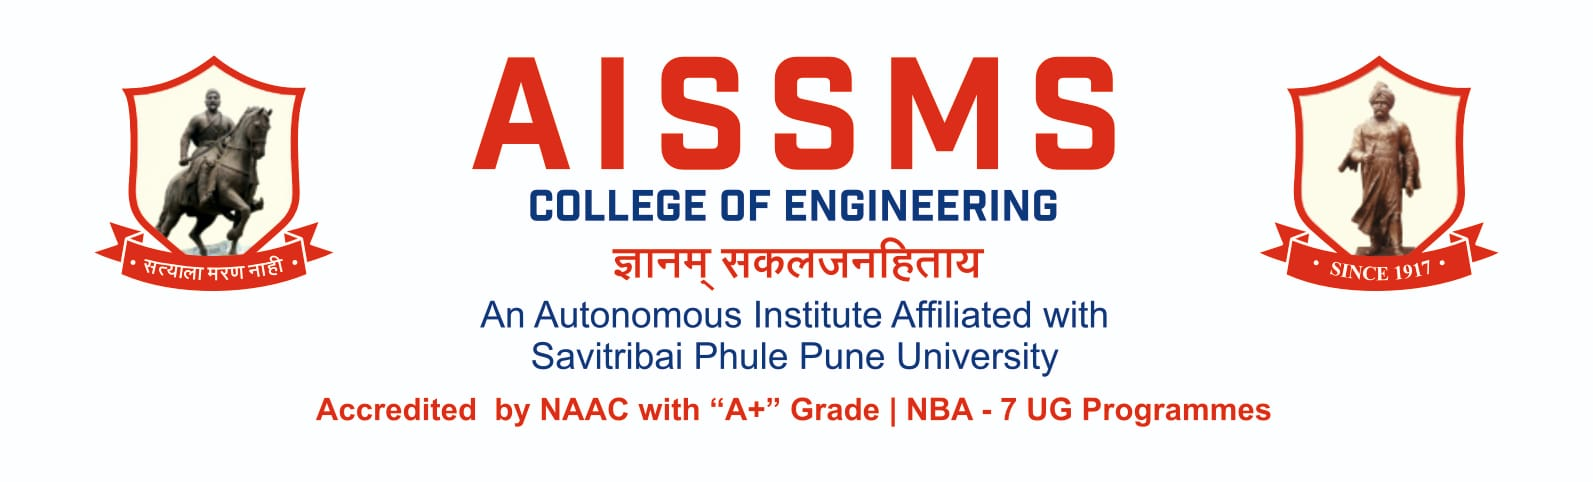 AISSMS
COLLEGE OF ENGINEERING
ज्ञानम् सकलजनहिताय
An Autonomous Institute Affiliated with
Savitribai Phule Pune University
Accredited by NAAC with “A+” Grade | NBA - 7 UG Programmes
• सत्याला मरण नाही •
• SINCE 1917 •